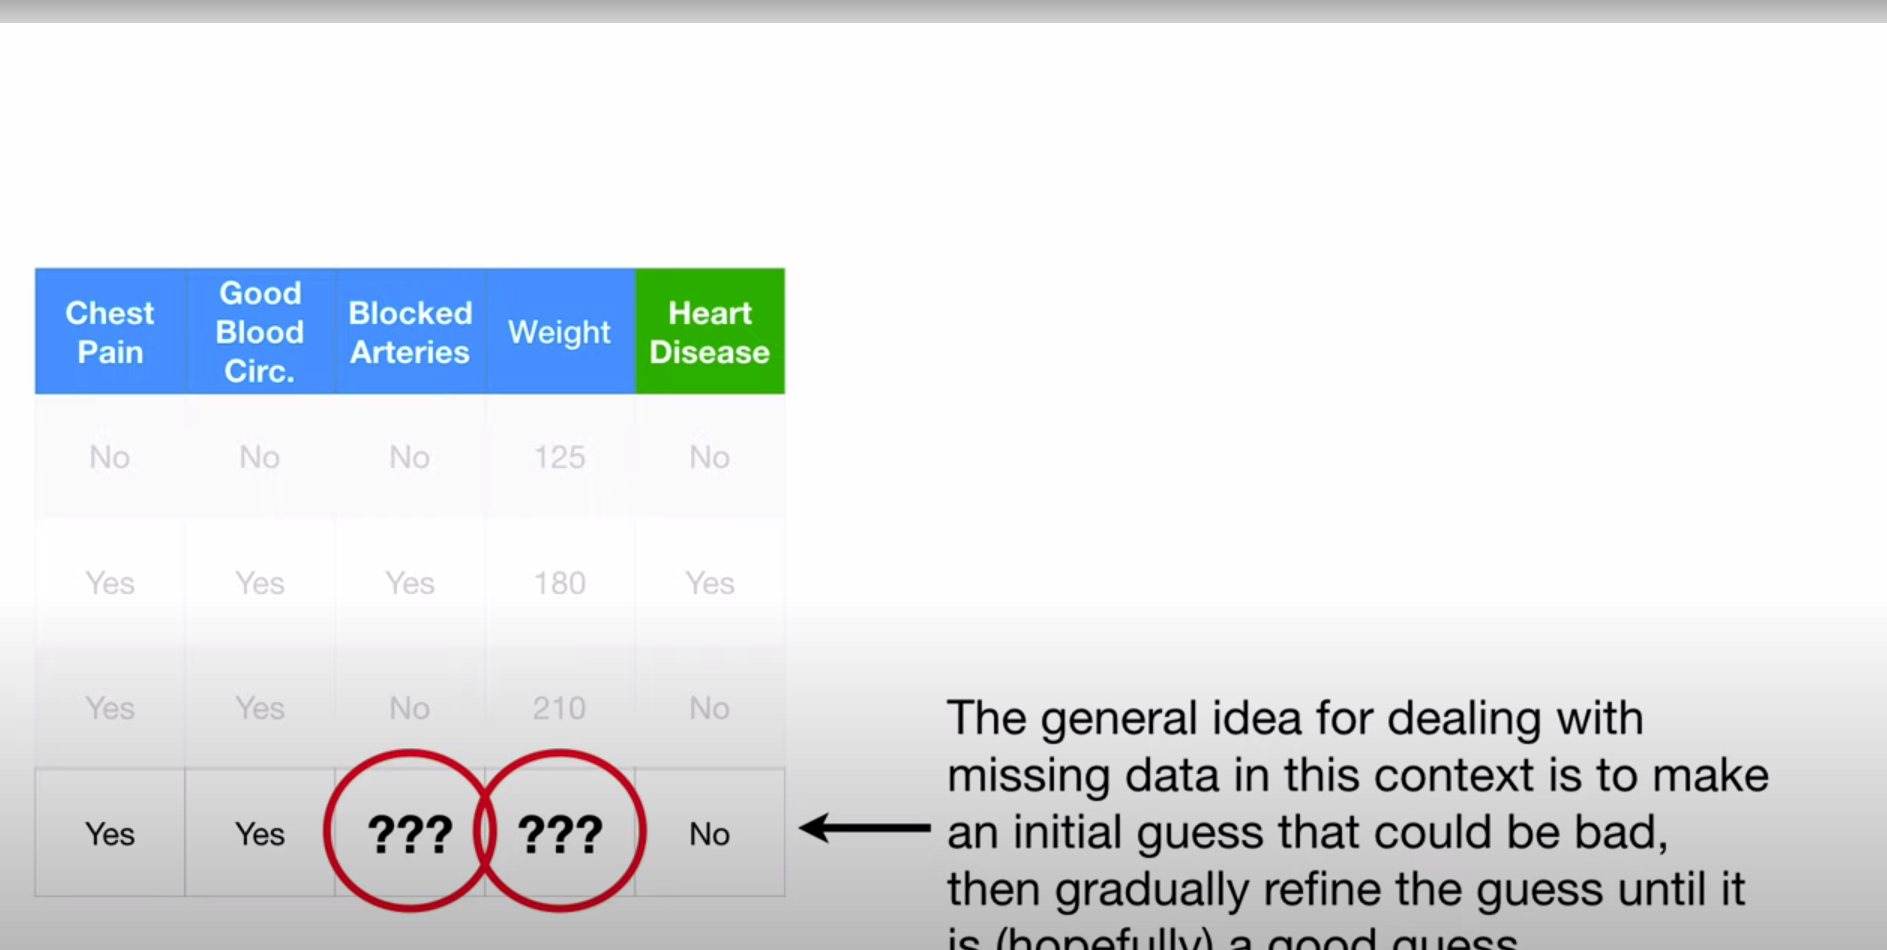 Chest Pain Good Blood Circ. Blocked Arteries Weight Heart Disease
No No No 125 No
Yes Yes Yes 180 Yes
Yes Yes No 210 No
Yes Yes ??? ??? No
The general idea for dealing with
missing data in this context is to make
an initial guess that could be bad,
then gradually refine the guess until it
is (hopefully) a good guess